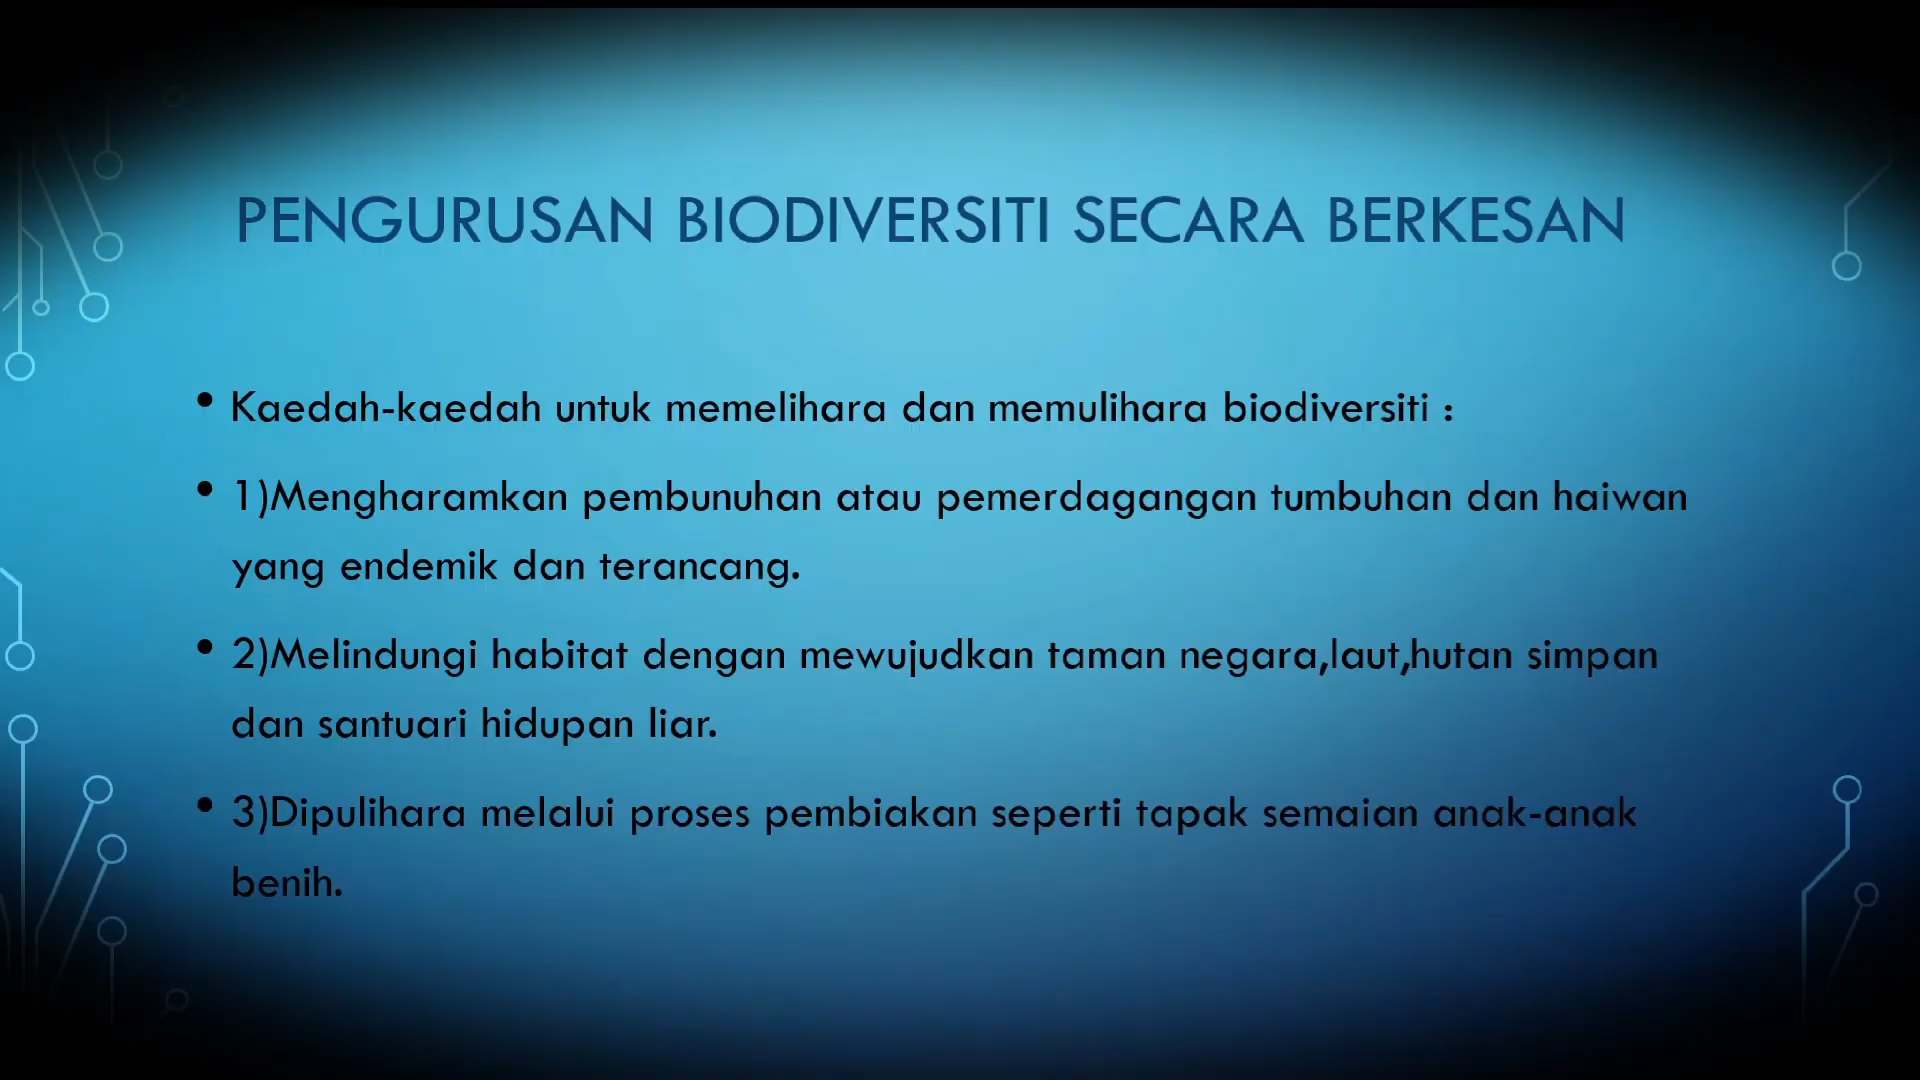 PENGURUSAN BIODIVERSITI SECARA BERKESAN
• Kaedah-kaedah untuk memelihara dan memulihara biodiversiti :
• 1)Mengharamkan pembunuhan atau pemerdagangan tumbuhan dan haiwan
yang endemik dan terancang.
• 2)Melindungi habitat dengan mewujudkan taman negara,laut,hutan simpan
dan santuari hidupan liar.
• 3)Dipulihara melalui proses pembiakan seperti tapak semaian anak-anak
benih.